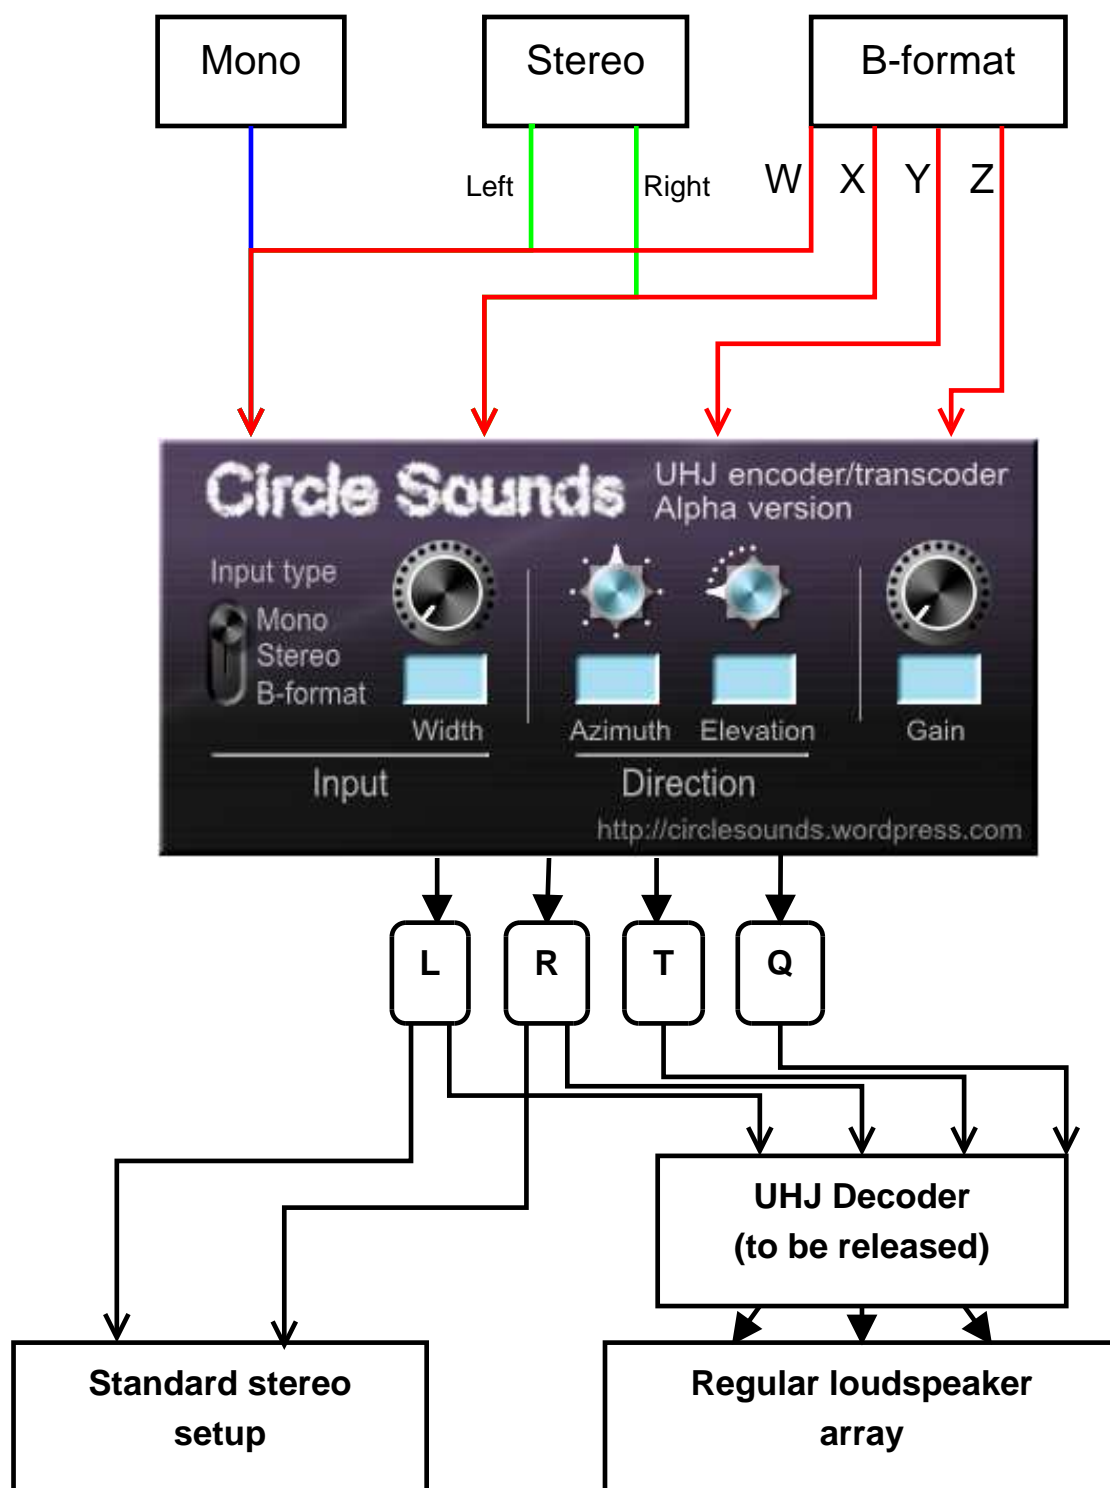 Mono
Stereo
B-format
Left
Right
W
X
Y
Z
Circle Sounds
UHJ encoder/transcoder
Alpha version
Input type
Mono
Stereo
B-format
Width
Azimuth
Elevation
Gain
Input
Direction
http://circlesounds.wordpress.com
L
R
T
Q
UHJ Decoder
(to be released)
Standard stereo
setup
Regular loudspeaker
array